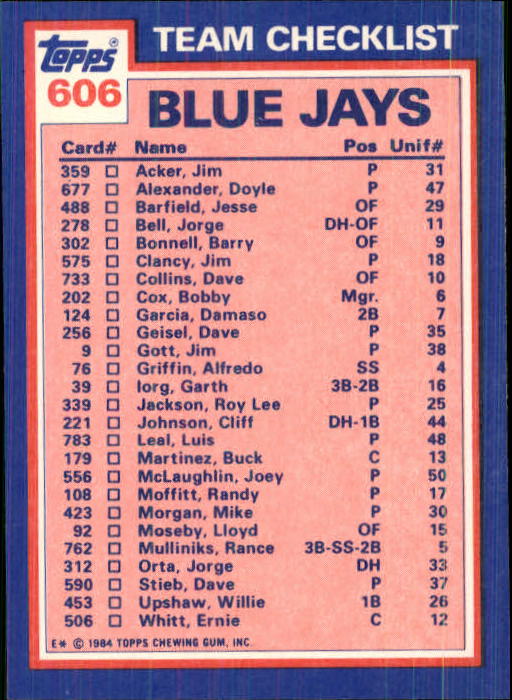 TEAM CHECKLIST
TOPPS®
606
BLUE JAYS
Card# Name Pos Unif#
359 □ Acker, Jim P 31
677 □ Alexander, Doyle P 47
488 □ Barfield, Jesse OF 29
278 □ Bell, Jorge DH-OF 11
302 □ Bonnell, Barry OF 9
575 □ Clancy, Jim P 18
733 □ Collins, Dave OF 10
202 □ Cox, Bobby Mgr. 6
124 □ Garcia, Damaso 2B 7
256 □ Geisel, Dave P 35
9 □ Gott, Jim P 38
76 □ Griffin, Alfredo SS 4
39 □ Iorg, Garth 3B-2B 16
339 □ Jackson, Roy Lee P 25
221 □ Johnson, Cliff DH-1B 44
783 □ Leal, Luis P 48
179 □ Martinez, Buck C 13
556 □ McLaughlin, Joey P 50
108 □ Moffitt, Randy P 17
423 □ Morgan, Mike P 30
92 □ Moseby, Lloyd OF 15
762 □ Mulliniks, Rance 3B-SS-2B 5
312 □ Orta, Jorge DH 33
590 □ Stieb, Dave P 37
453 □ Upshaw, Willie 1B 26
506 □ Whitt, Ernie C 12
E* © 1984 TOPPS CHEWING GUM, INC.